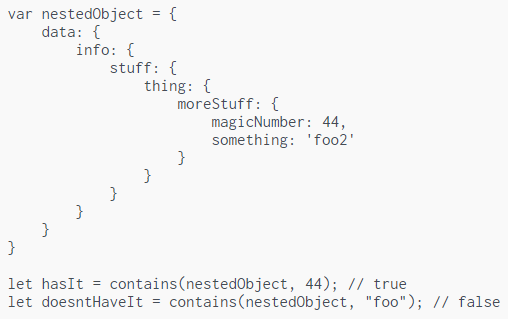 var nestedObject = {
    data: {
        info: {
            stuff: {
                thing: {
                    moreStuff: {
                        magicNumber: 44,
                        something: 'foo2'
                    }
                }
            }
        }
    }
}

let hasIt = contains(nestedObject, 44); // true
let doesntHaveIt = contains(nestedObject, "foo"); // false